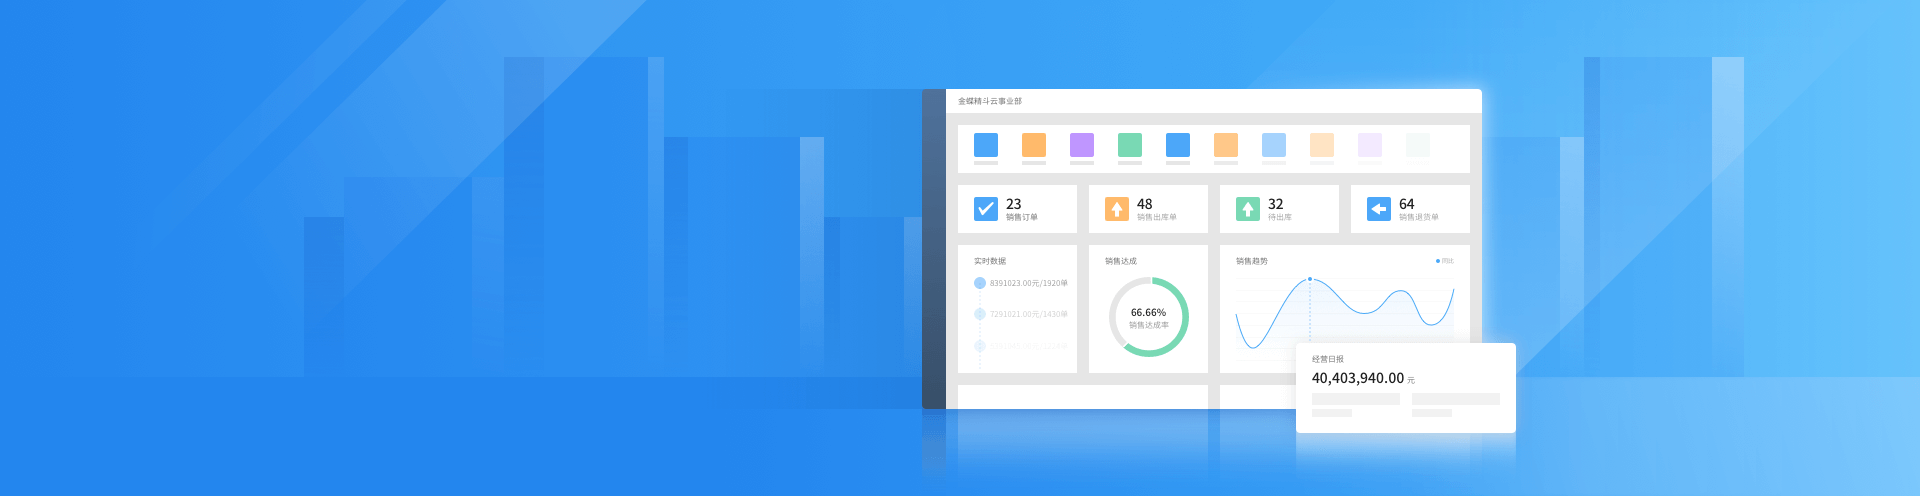 金蝶精斗云事业部
23
销售订单
48
销售出库单
32
待出库
64
销售退货单
实时数据
8391023.00元/1920单
7291021.00元/1430单
销售达成
66.66%
销售达成率
销售趋势
同比
经营日报
40,403,940.00 元